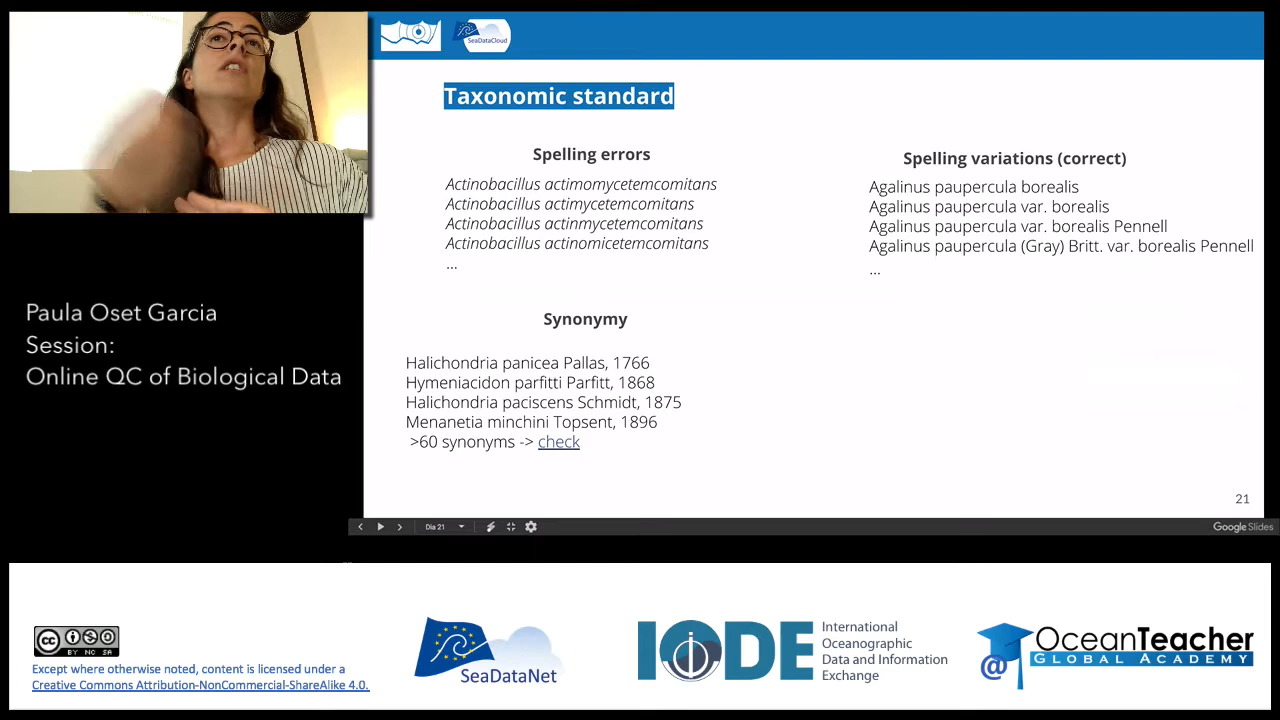 SeaDataCloud
Taxonomic standard
Spelling errors
Actinobacillus actimomycetemcomitans
Actinobacillus actimycetemcomitans
Actinobacillus actinmycetemcomitans
Actinobacillus actinomicetemcomitans
...
Spelling variations (correct)
Agalinus paupercula borealis
Agalinus paupercula var. borealis
Agalinus paupercula var. borealis Pennell
Agalinus paupercula (Gray) Britt. var. borealis Pennell
...
Synonymy
Halichondria panicea Pallas, 1766
Hymeniacidon parfitti Parfitt, 1868
Halichondria paciscens Schmidt, 1875
Menanetia minchini Topsent, 1896
>60 synonyms -> check
21
Dia 21
Google Slides
Paula Oset Garcia
Session:
Online QC of Biological Data
cc
BY NC SA
Except where otherwise noted, content is licensed under a
Creative Commons Attribution-NonCommercial-ShareAlike 4.0.
SeaDataNet
IODE
International
Oceanographic
Data and Information
Exchange
@
OceanTeacher
GLOBAL ACADEMY